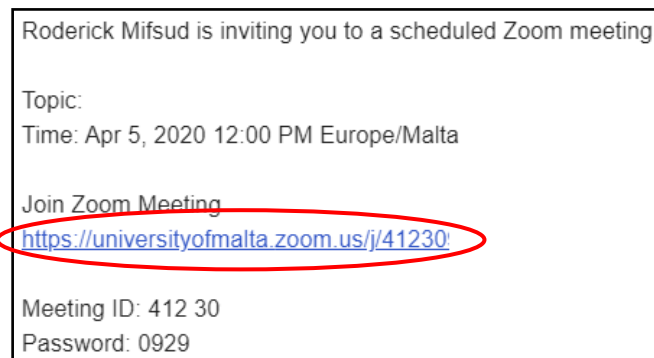 Roderick Mifsud is inviting you to a scheduled Zoom meeting
Topic:
Time: Apr 5, 2020 12:00 PM Europe/Malta
Join Zoom Meeting
https://universityofmalta.zoom.us/j/41230
Meeting ID: 412 30
Password: 0929